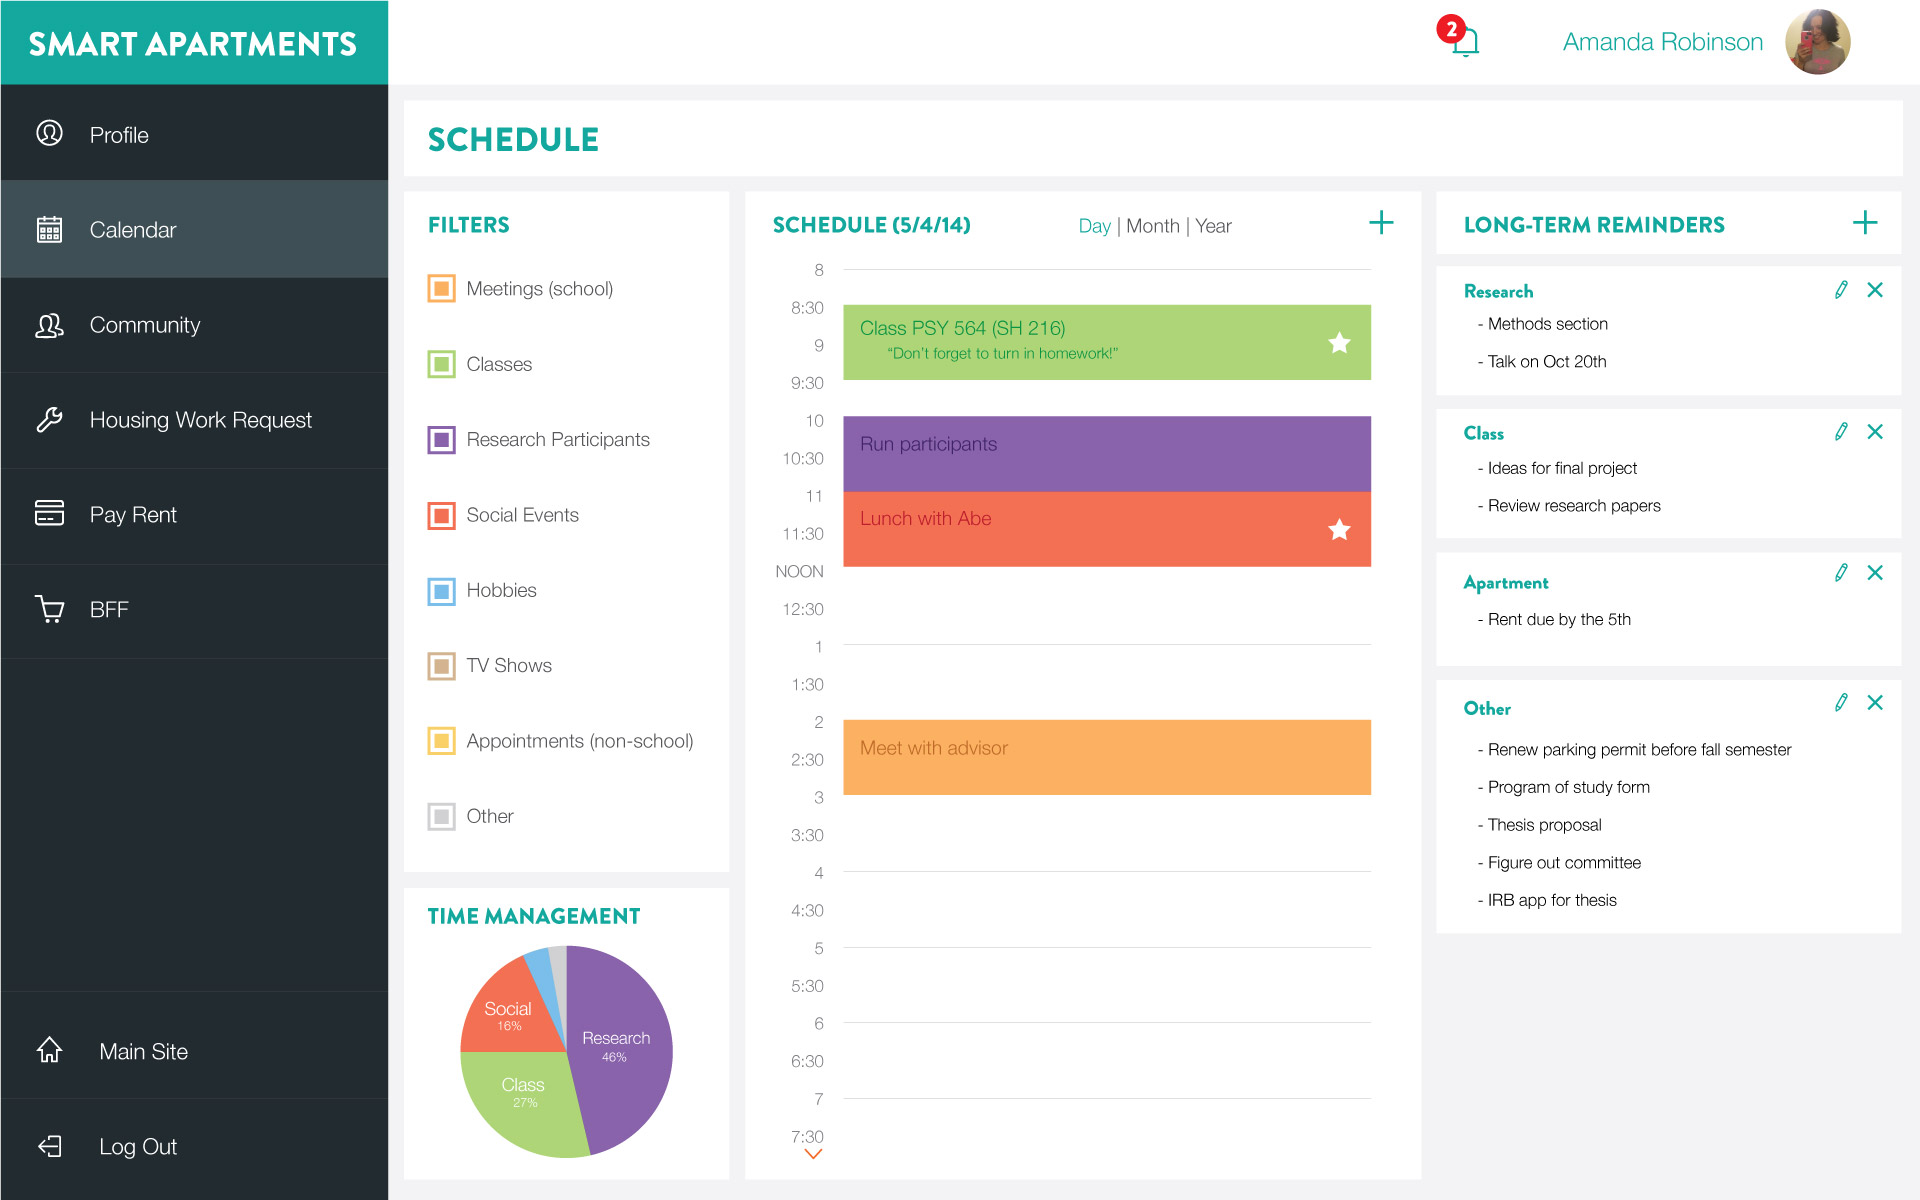 SMART APARTMENTS
2
Amanda Robinson
Profile
Calendar
Community
Housing Work Request
Pay Rent
BFF
Main Site
Log Out
SCHEDULE
FILTERS
Meetings (school)
Classes
Research Participants
Social Events
Hobbies
TV Shows
Appointments (non-school)
Other
TIME MANAGEMENT
Social
16%
Research
46%
Class
27%
SCHEDULE (5/4/14)
Day | Month | Year
8
8:30
Class PSY 564 (SH 216)
9
“Don’t forget to turn in homework!”
9:30
10
Run participants
10:30
11
Lunch with Abe
11:30
NOON
12:30
1
1:30
2
Meet with advisor
2:30
3
3:30
4
4:30
5
5:30
6
6:30
7
7:30
LONG-TERM REMINDERS
Research
- Methods section
- Talk on Oct 20th
Class
- Ideas for final project
- Review research papers
Apartment
- Rent due by the 5th
Other
- Renew parking permit before fall semester
- Program of study form
- Thesis proposal
- Figure out committee
- IRB app for thesis